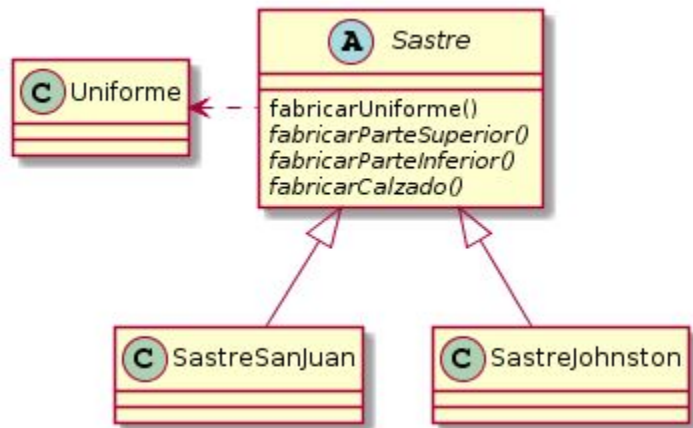 A Sastre
C Uniforme
fabricarUniforme()
fabricarParteSuperior()
fabricarParteInferior()
fabricarCalzado()
C SastreSanJuan
C SastreJohnston